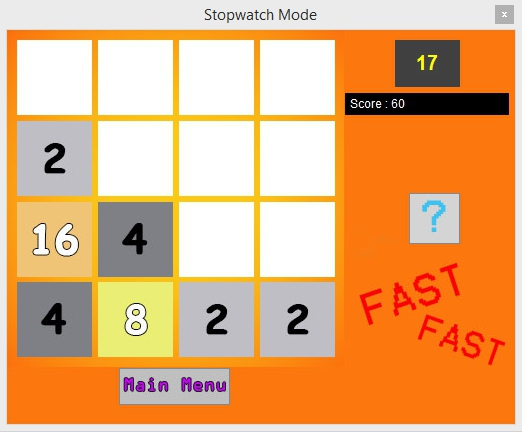 Stopwatch Mode
x
17
Score : 60
2
16 4
?
4 8 2 2
FAST
FAST
Main Menu